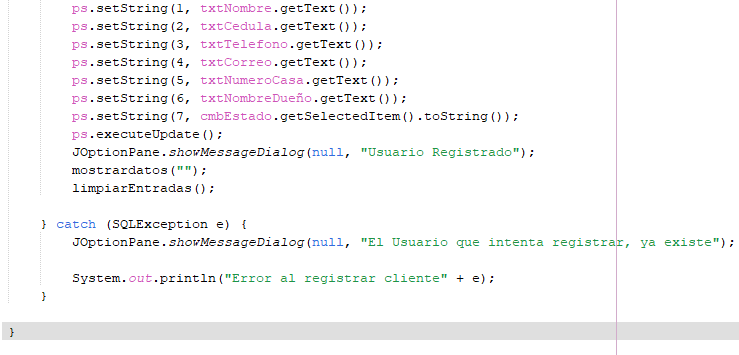 ps.setString(1, txtNombre.getText());
ps.setString(2, txtCedula.getText());
ps.setString(3, txtTelefono.getText());
ps.setString(4, txtCorreo.getText());
ps.setString(5, txtNumeroCasa.getText());
ps.setString(6, txtNombreDueño.getText());
ps.setString(7, cmbEstado.getSelectedItem().toString());
ps.executeUpdate();
JOptionPane.showMessageDialog(null, "Usuario Registrado");
mostrardatos("");
limpiarEntradas();
} catch (SQLException e) {
JOptionPane.showMessageDialog(null, "El Usuario que intenta registrar, ya existe");
System.out.println("Error al registrar cliente" + e);
}
}